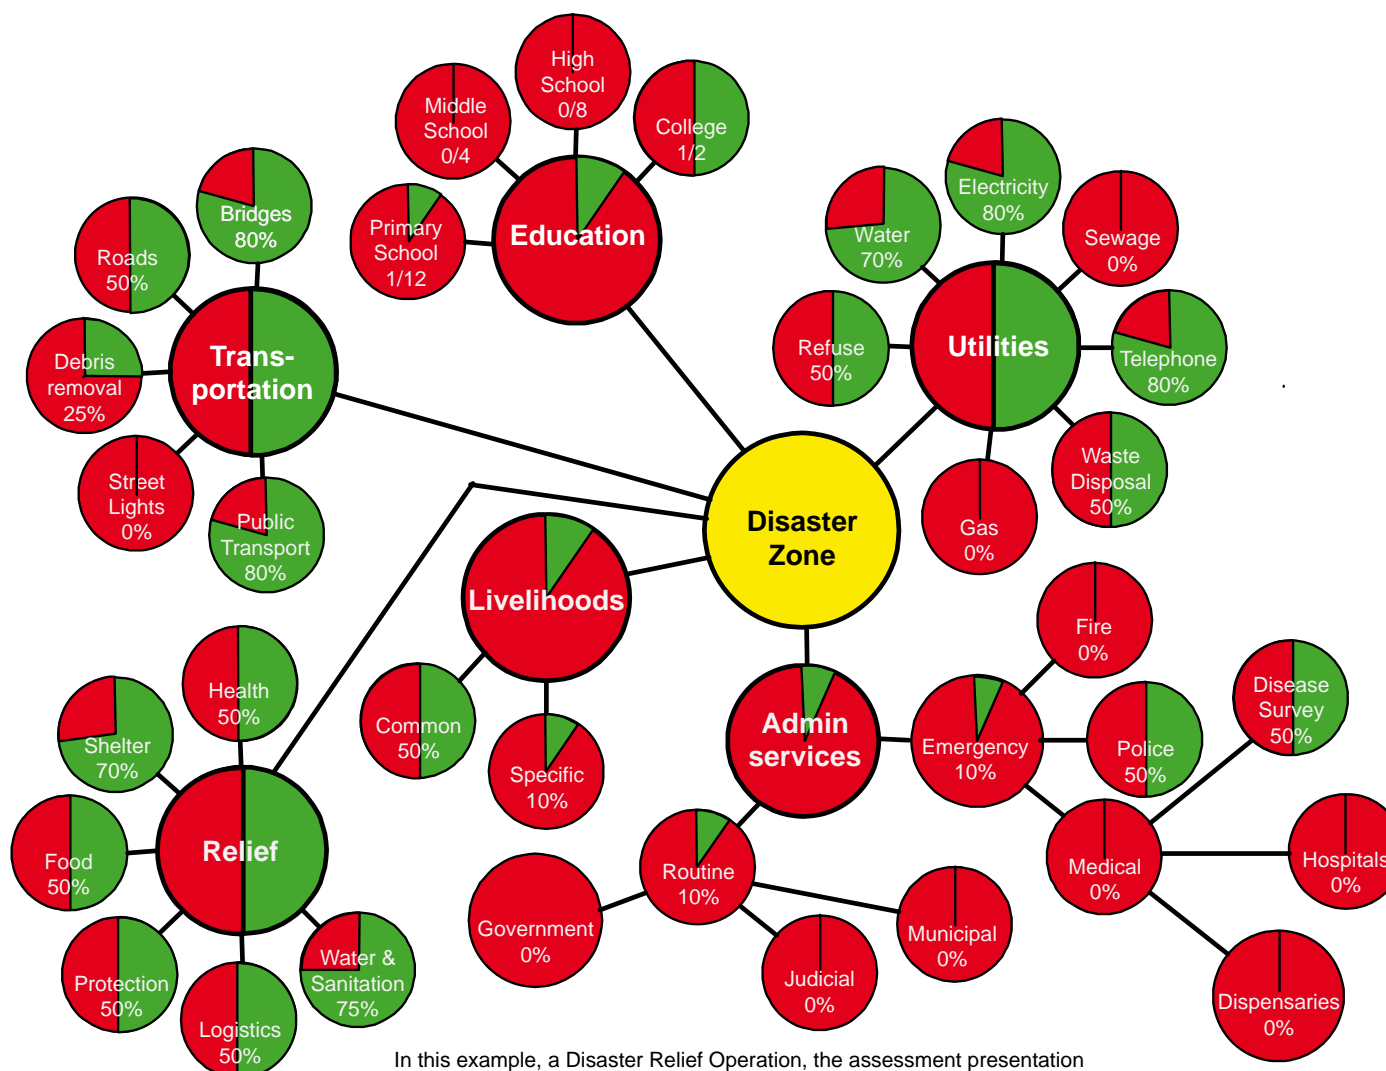 High
School
0/8
Middle
School
0/4
College
1/2
Primary
School
1/12
Education
Bridges
80%
Roads
50%
Debris
removal
25%
Street
Lights
0%
Public
Transport
80%
Trans-
portation
Electricity
80%
Water
70%
Sewage
0%
Refuse
50%
Utilities
Telephone
80%
Waste
Disposal
50%
Gas
0%
Disaster
Zone
Livelihoods
Common
50%
Specific
10%
Health
50%
Shelter
70%
Food
50%
Relief
Protection
50%
Logistics
50%
Water &
Sanitation
75%
Admin
services
Emergency
10%
Fire
0%
Police
50%
Disease
Survey
50%
Medical
0%
Hospitals
0%
Dispensaries
0%
Routine
10%
Government
0%
Judicial
0%
Municipal
0%
In this example, a Disaster Relief Operation, the assessment presentation